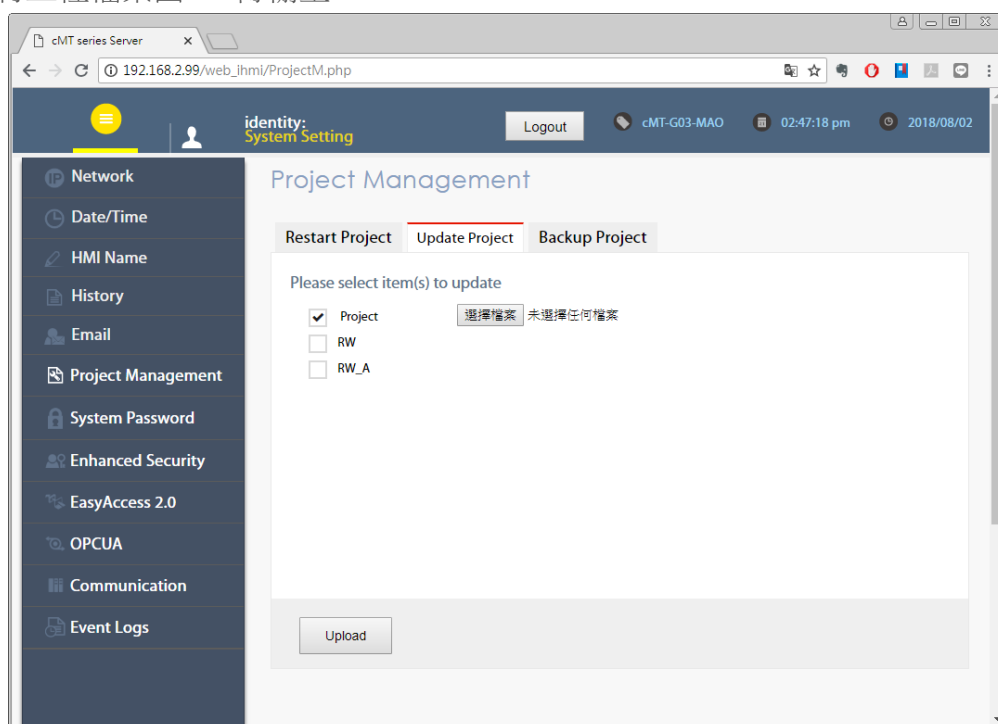 cMT series Server
192.168.2.99/web_ihmi/ProjectM.php
identity:
System Setting
Logout
cMT-G03-MAO
02:47:18 pm
2018/08/02
Network
Date/Time
HMI Name
History
Email
Project Management
System Password
Enhanced Security
EasyAccess 2.0
OPCUA
Communication
Event Logs
Project Management
Restart Project Update Project Backup Project
Please select item(s) to update
Project 選擇檔案 未選擇任何檔案
RW
RW_A
Upload